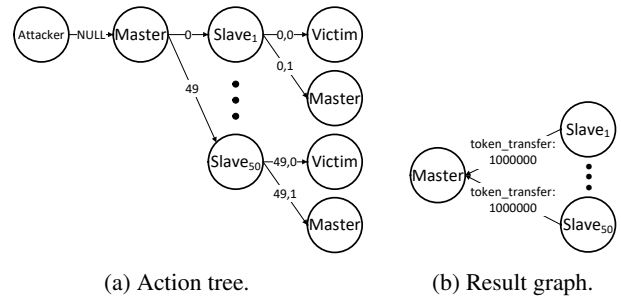 Attacker
NULL
Master
0
Slave1
0,0
Victim
0,1
Master
49
Slave50
49,0
Victim
49,1
Master
Master
token_transfer:
1000000
Slave1
token_transfer:
1000000
Slave50
(a) Action tree.
(b) Result graph.